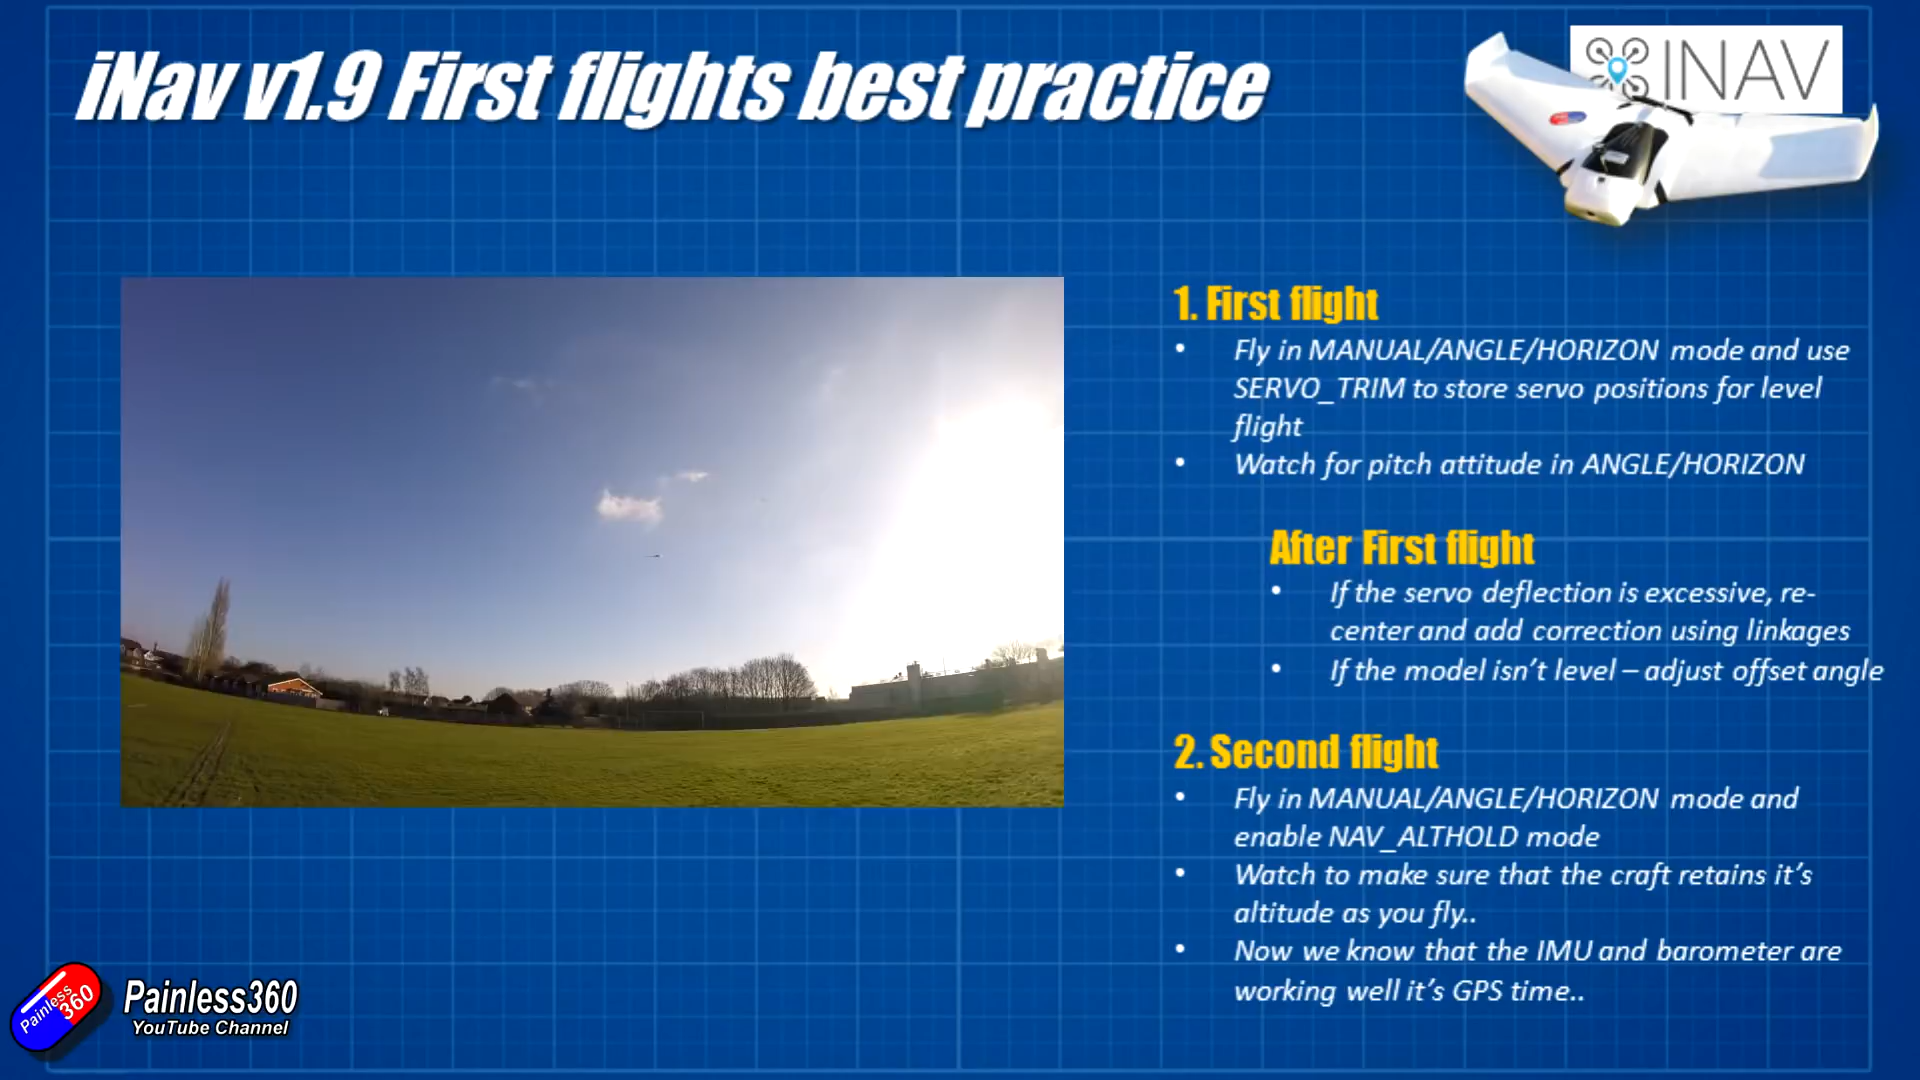 iNav v1.9 First flights best practice
INAV
1. First flight
• Fly in MANUAL/ANGLE/HORIZON mode and use
SERVO_TRIM to store servo positions for level
flight
• Watch for pitch attitude in ANGLE/HORIZON
After First flight
• If the servo deflection is excessive, re-
center and add correction using linkages
• If the model isn't level – adjust offset angle
2. Second flight
• Fly in MANUAL/ANGLE/HORIZON mode and
enable NAV_ALTHOLD mode
• Watch to make sure that the craft retains it's
altitude as you fly..
• Now we know that the IMU and barometer are
working well it's GPS time..
Painless
360
Painless360
YouTube Channel